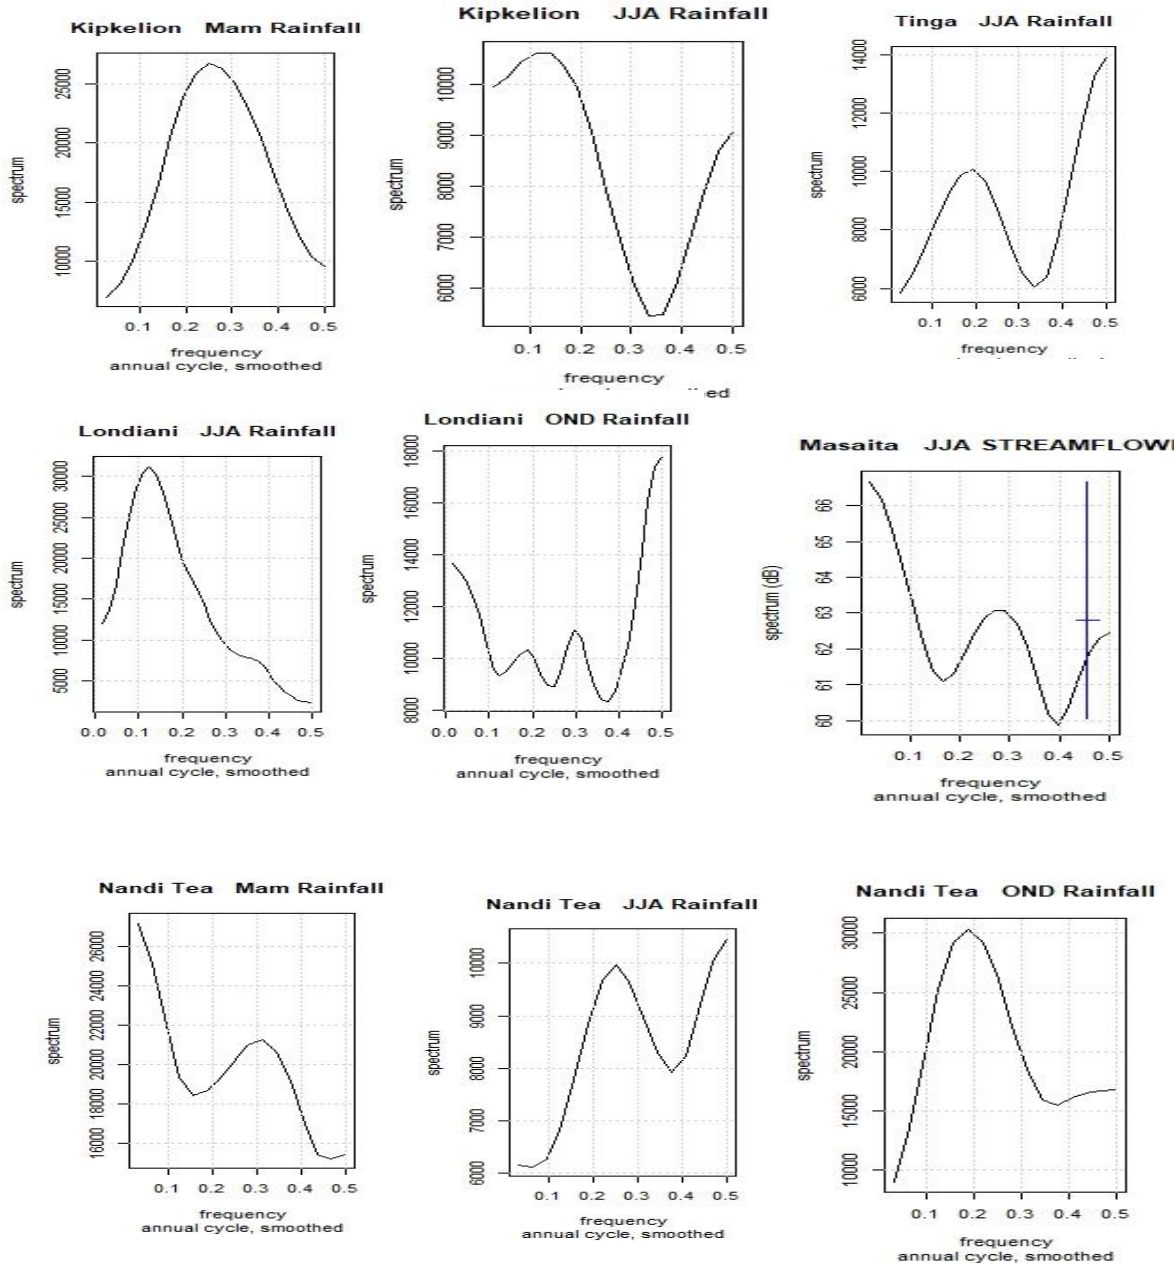 Kipkelion Mam Rainfall
spectrum
25000
20000
15000
10000
0.1 0.2 0.3 0.4 0.5
frequency
annual cycle, smoothed
Kipkelion JJA Rainfall
spectrum
10000
9000
8000
7000
6000
0.1 0.2 0.3 0.4 0.5
frequency
ed
Tinga JJA Rainfall
spectrum
14000
12000
10000
8000
6000
0.1 0.2 0.3 0.4 0.5
frequency
Londiani JJA Rainfall
spectrum
30000
25000
20000
15000
10000
5000
0.0 0.1 0.2 0.3 0.4 0.5
frequency
annual cycle, smoothed
Londiani OND Rainfall
spectrum
18000
16000
14000
12000
10000
8000
0.0 0.1 0.2 0.3 0.4 0.5
frequency
annual cycle, smoothed
Masaita JJA STREAMFLOW
spectrum (dB)
66
65
64
63
62
61
60
0.1 0.2 0.3 0.4 0.5
frequency
annual cycle, smoothed
Nandi Tea Mam Rainfall
spectrum
26000
24000
22000
20000
18000
16000
0.1 0.2 0.3 0.4 0.5
frequency
annual cycle, smoothed
Nandi Tea JJA Rainfall
spectrum
10000
9000
8000
7000
6000
0.1 0.2 0.3 0.4 0.5
frequency
annual cycle, smoothed
Nandi Tea OND Rainfall
spectrum
30000
25000
20000
15000
10000
0.1 0.2 0.3 0.4 0.5
frequency
annual cycle, smoothed